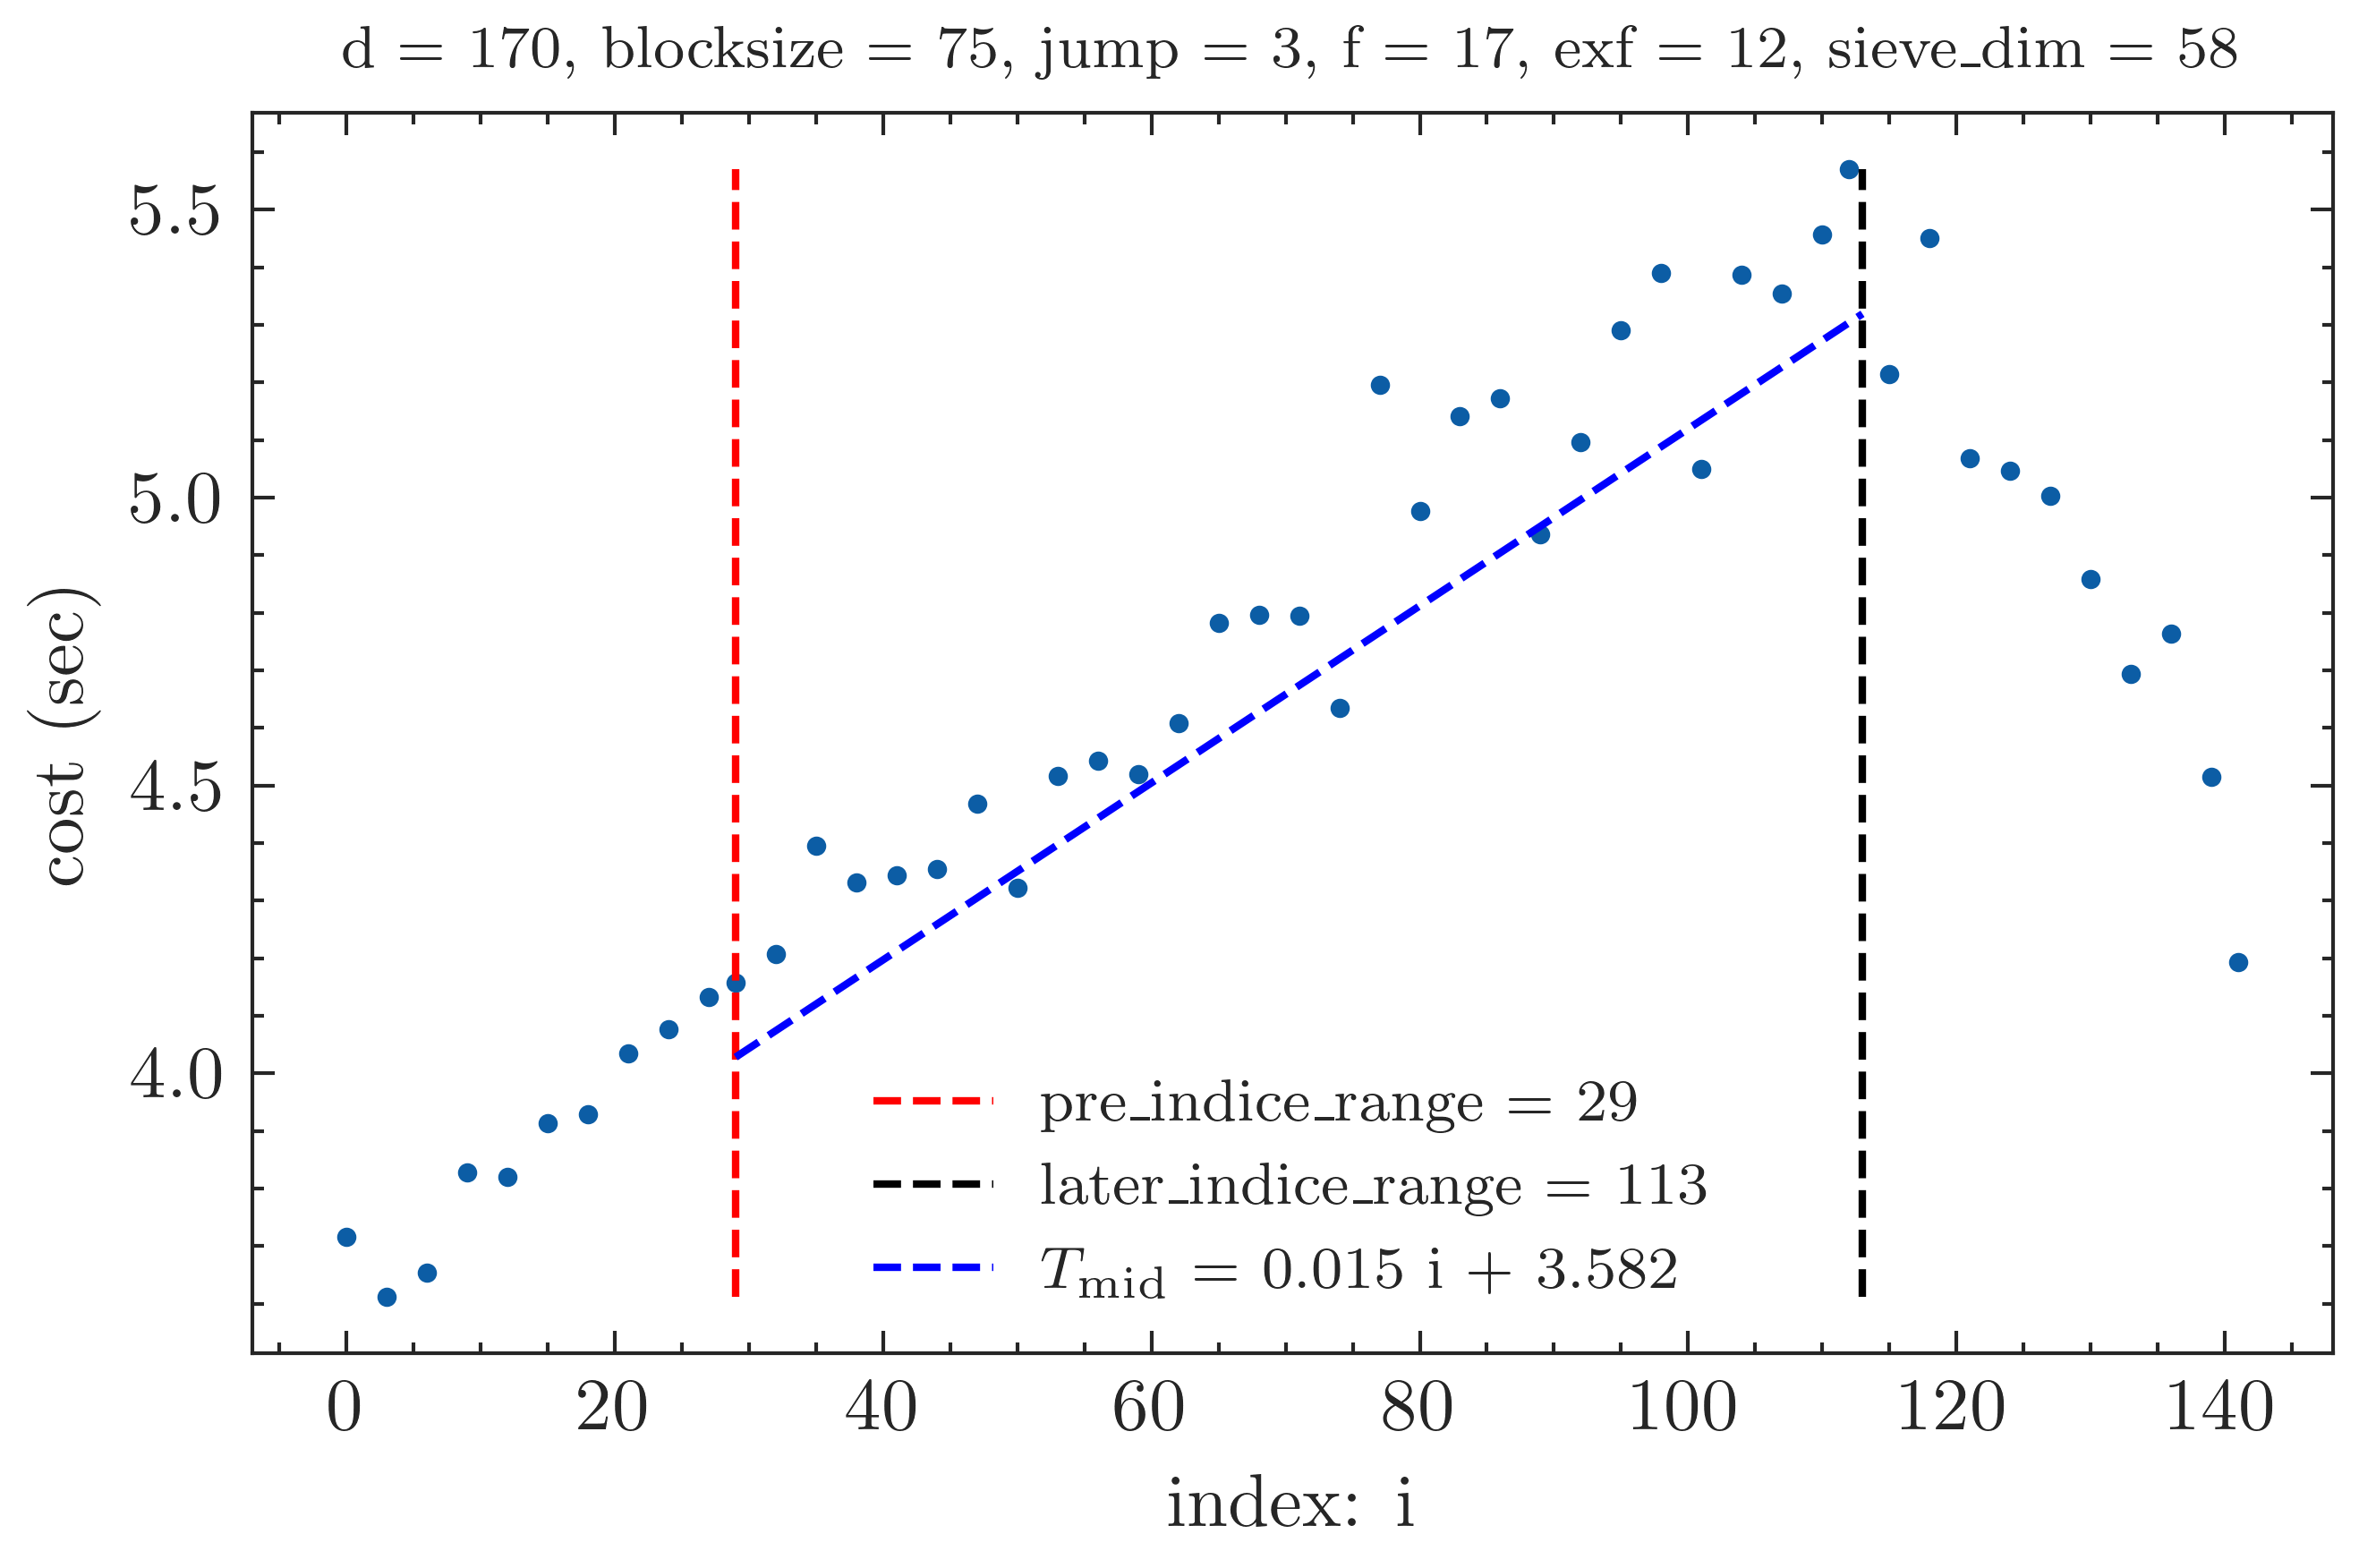 d = 170, blocksize = 75, jump = 3, f = 17, exf = 12, sieve_dim = 58
5.5
5.0
4.5
4.0
cost (sec)
pre_indice_range = 29
later_indice_range = 113
T_mid = 0.015 i + 3.582
0 20 40 60 80 100 120 140
index: i